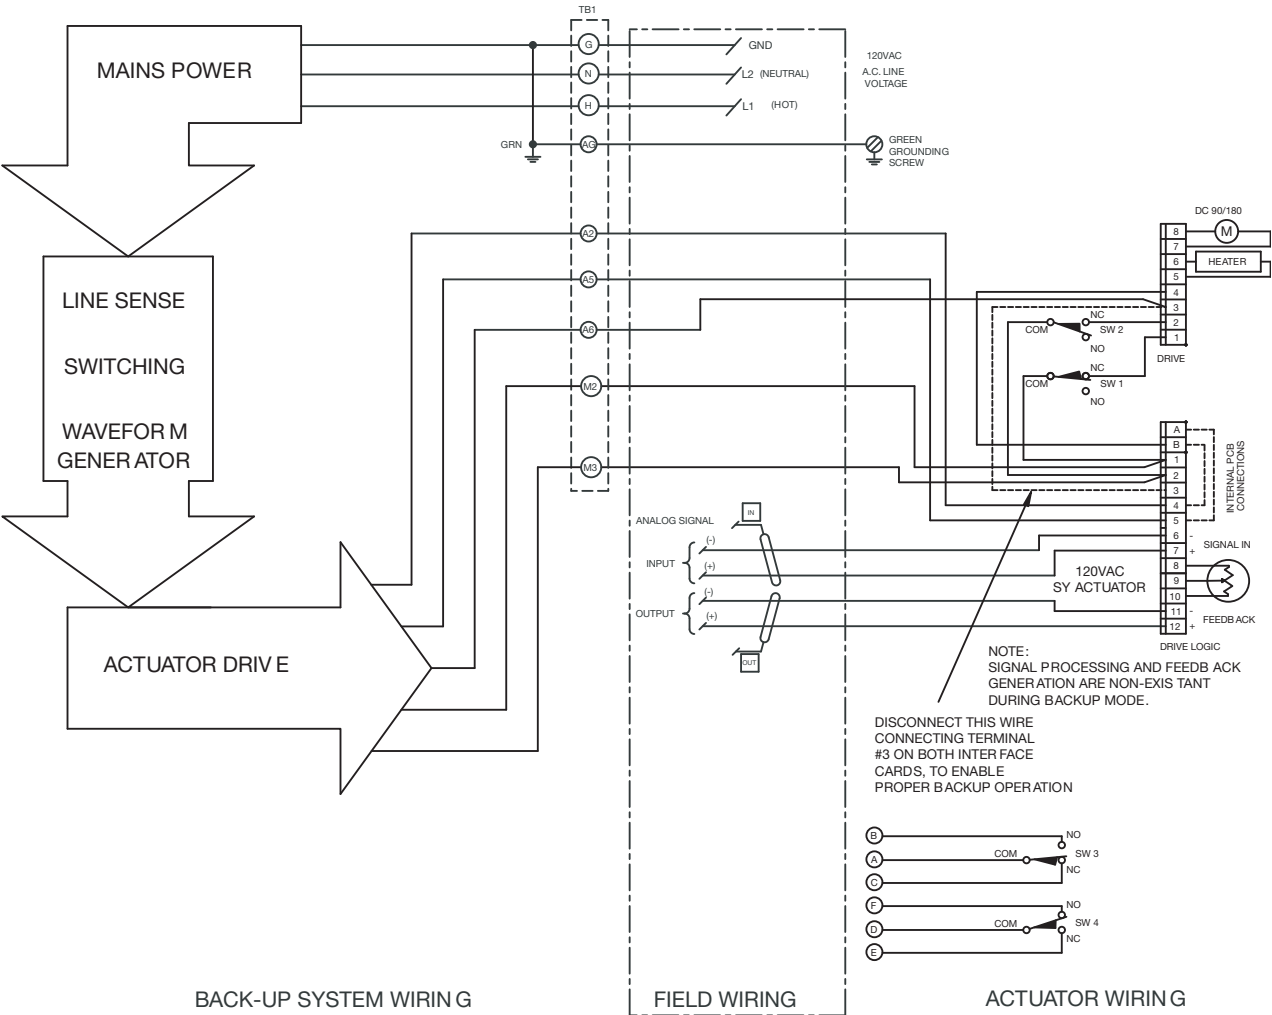 TB1
MAINS POWER
G
GND
N
L2 (NEUTRAL)
H
L1 (HOT)
120VAC
A.C. LINE
VOLTAGE
GRN
AG
GREEN
GROUNDING
SCREW
A2
A5
A6
M2
M3
LINE SENSE
SWITCHING
WAVEFOR M
GENER ATOR
ACTUATOR DRIV E
DC 90/180
M
HEATER
8
7
6
5
4
3
2
1
DRIVE
COM
NC
SW 2
NO
COM
NC
SW 1
NO
A
B
1
2
3
4
5
6 -
7 +
8
9
10
11 -
12 +
INTERNAL PCB
CONNECTIONS
SIGNAL IN
FEEDB ACK
DRIVE LOGIC
120VAC
SY ACTUATOR
ANALOG SIGNAL
IN
INPUT
(-)
(+)
OUTPUT
(-)
(+)
OUT
NOTE:
SIGNAL PROCESSING AND FEEDB ACK
GENER ATION ARE NON-EXIS TANT
DURING BACKUP MODE.
DISCONNECT THIS WIRE
CONNECTING TERMINAL
#3 ON BOTH INTER FACE
CARDS, TO ENABLE
PROPER B ACKUP OPER ATION
B
A
C
COM
NO
SW 3
NC
F
D
E
COM
NO
SW 4
NC
BACK-UP SYSTEM WIRIN G
FIELD WIRING
ACTUATOR WIRIN G